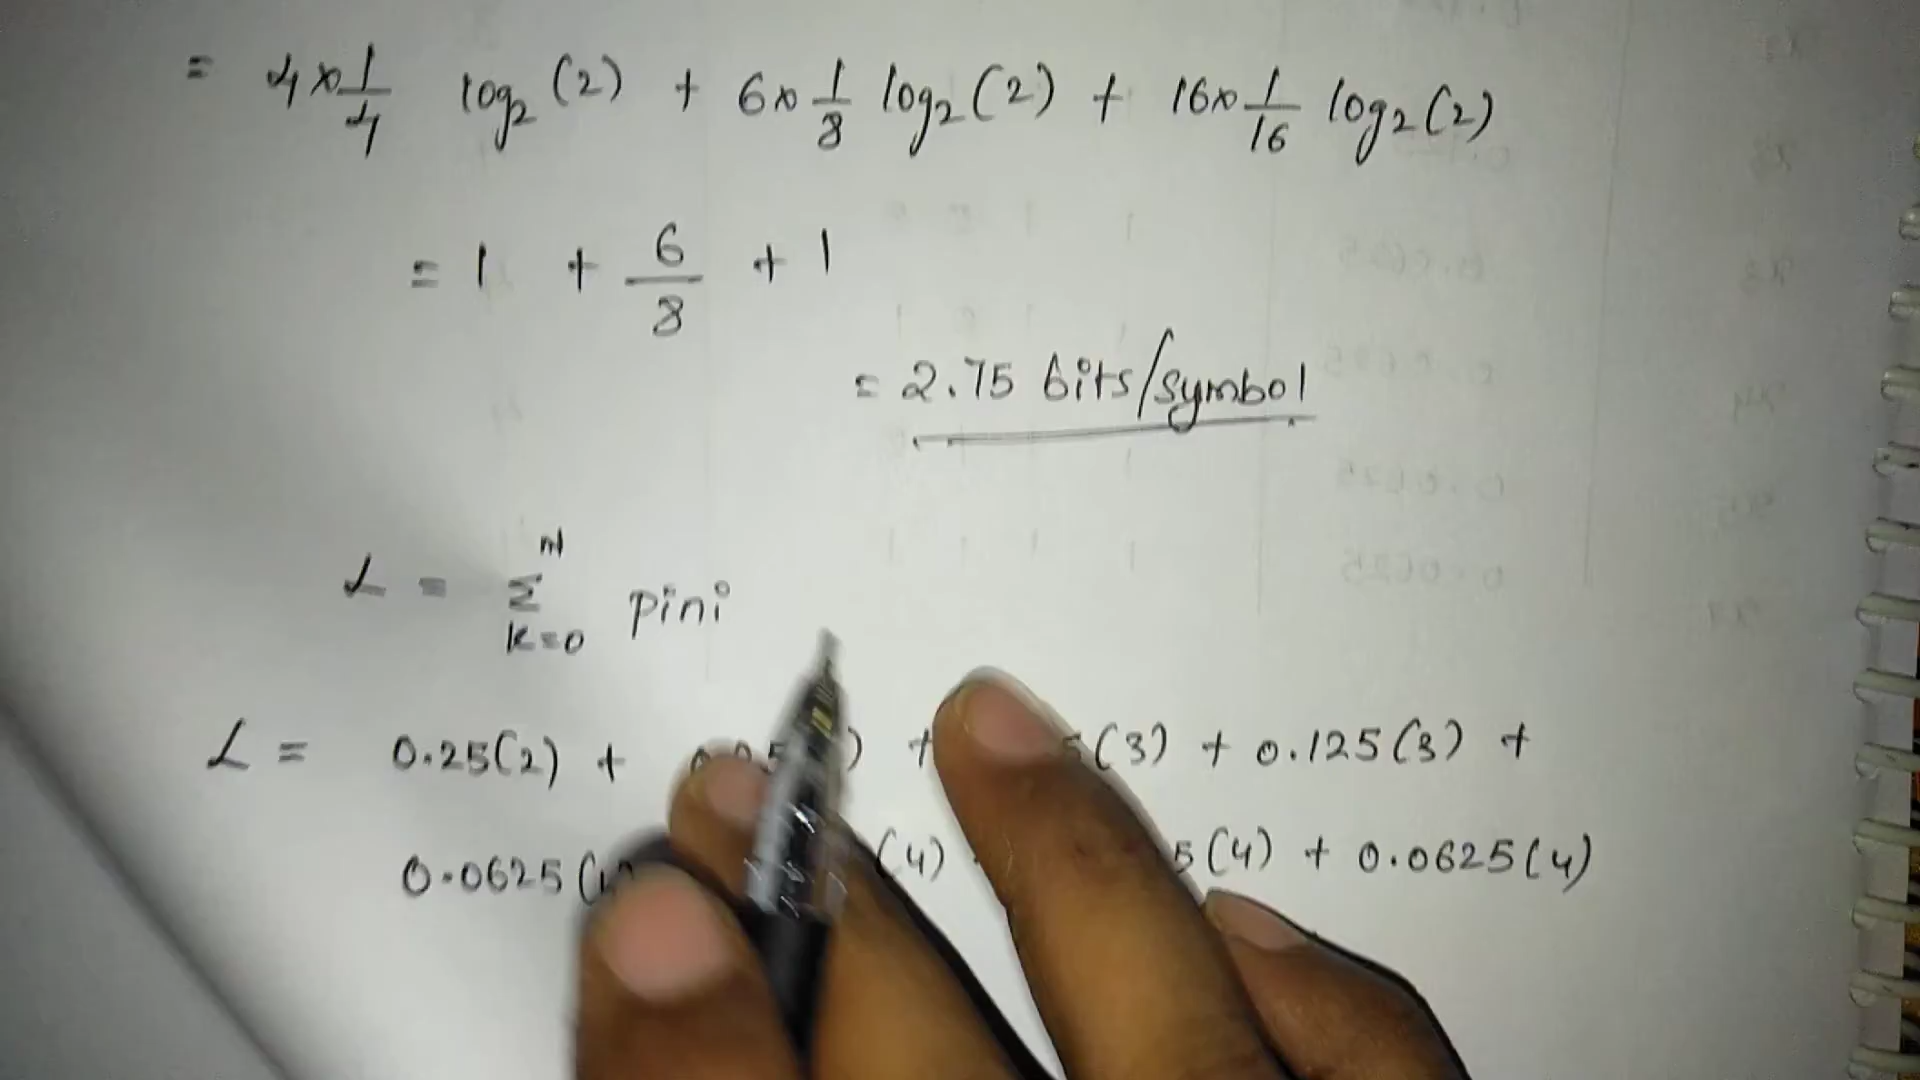 = 4 × 1/4 log2 (2) + 6 × 1/8 log2 (2) + 16 × 1/16 log2 (2)
= 1 + 6/8 + 1
= 2.75 bits/symbol
L = Σ k=0 pini
L = 0.25(2) + ) + 5(3) + 0.125(3) +
0.0625( (4) 5(4) + 0.0625(4)